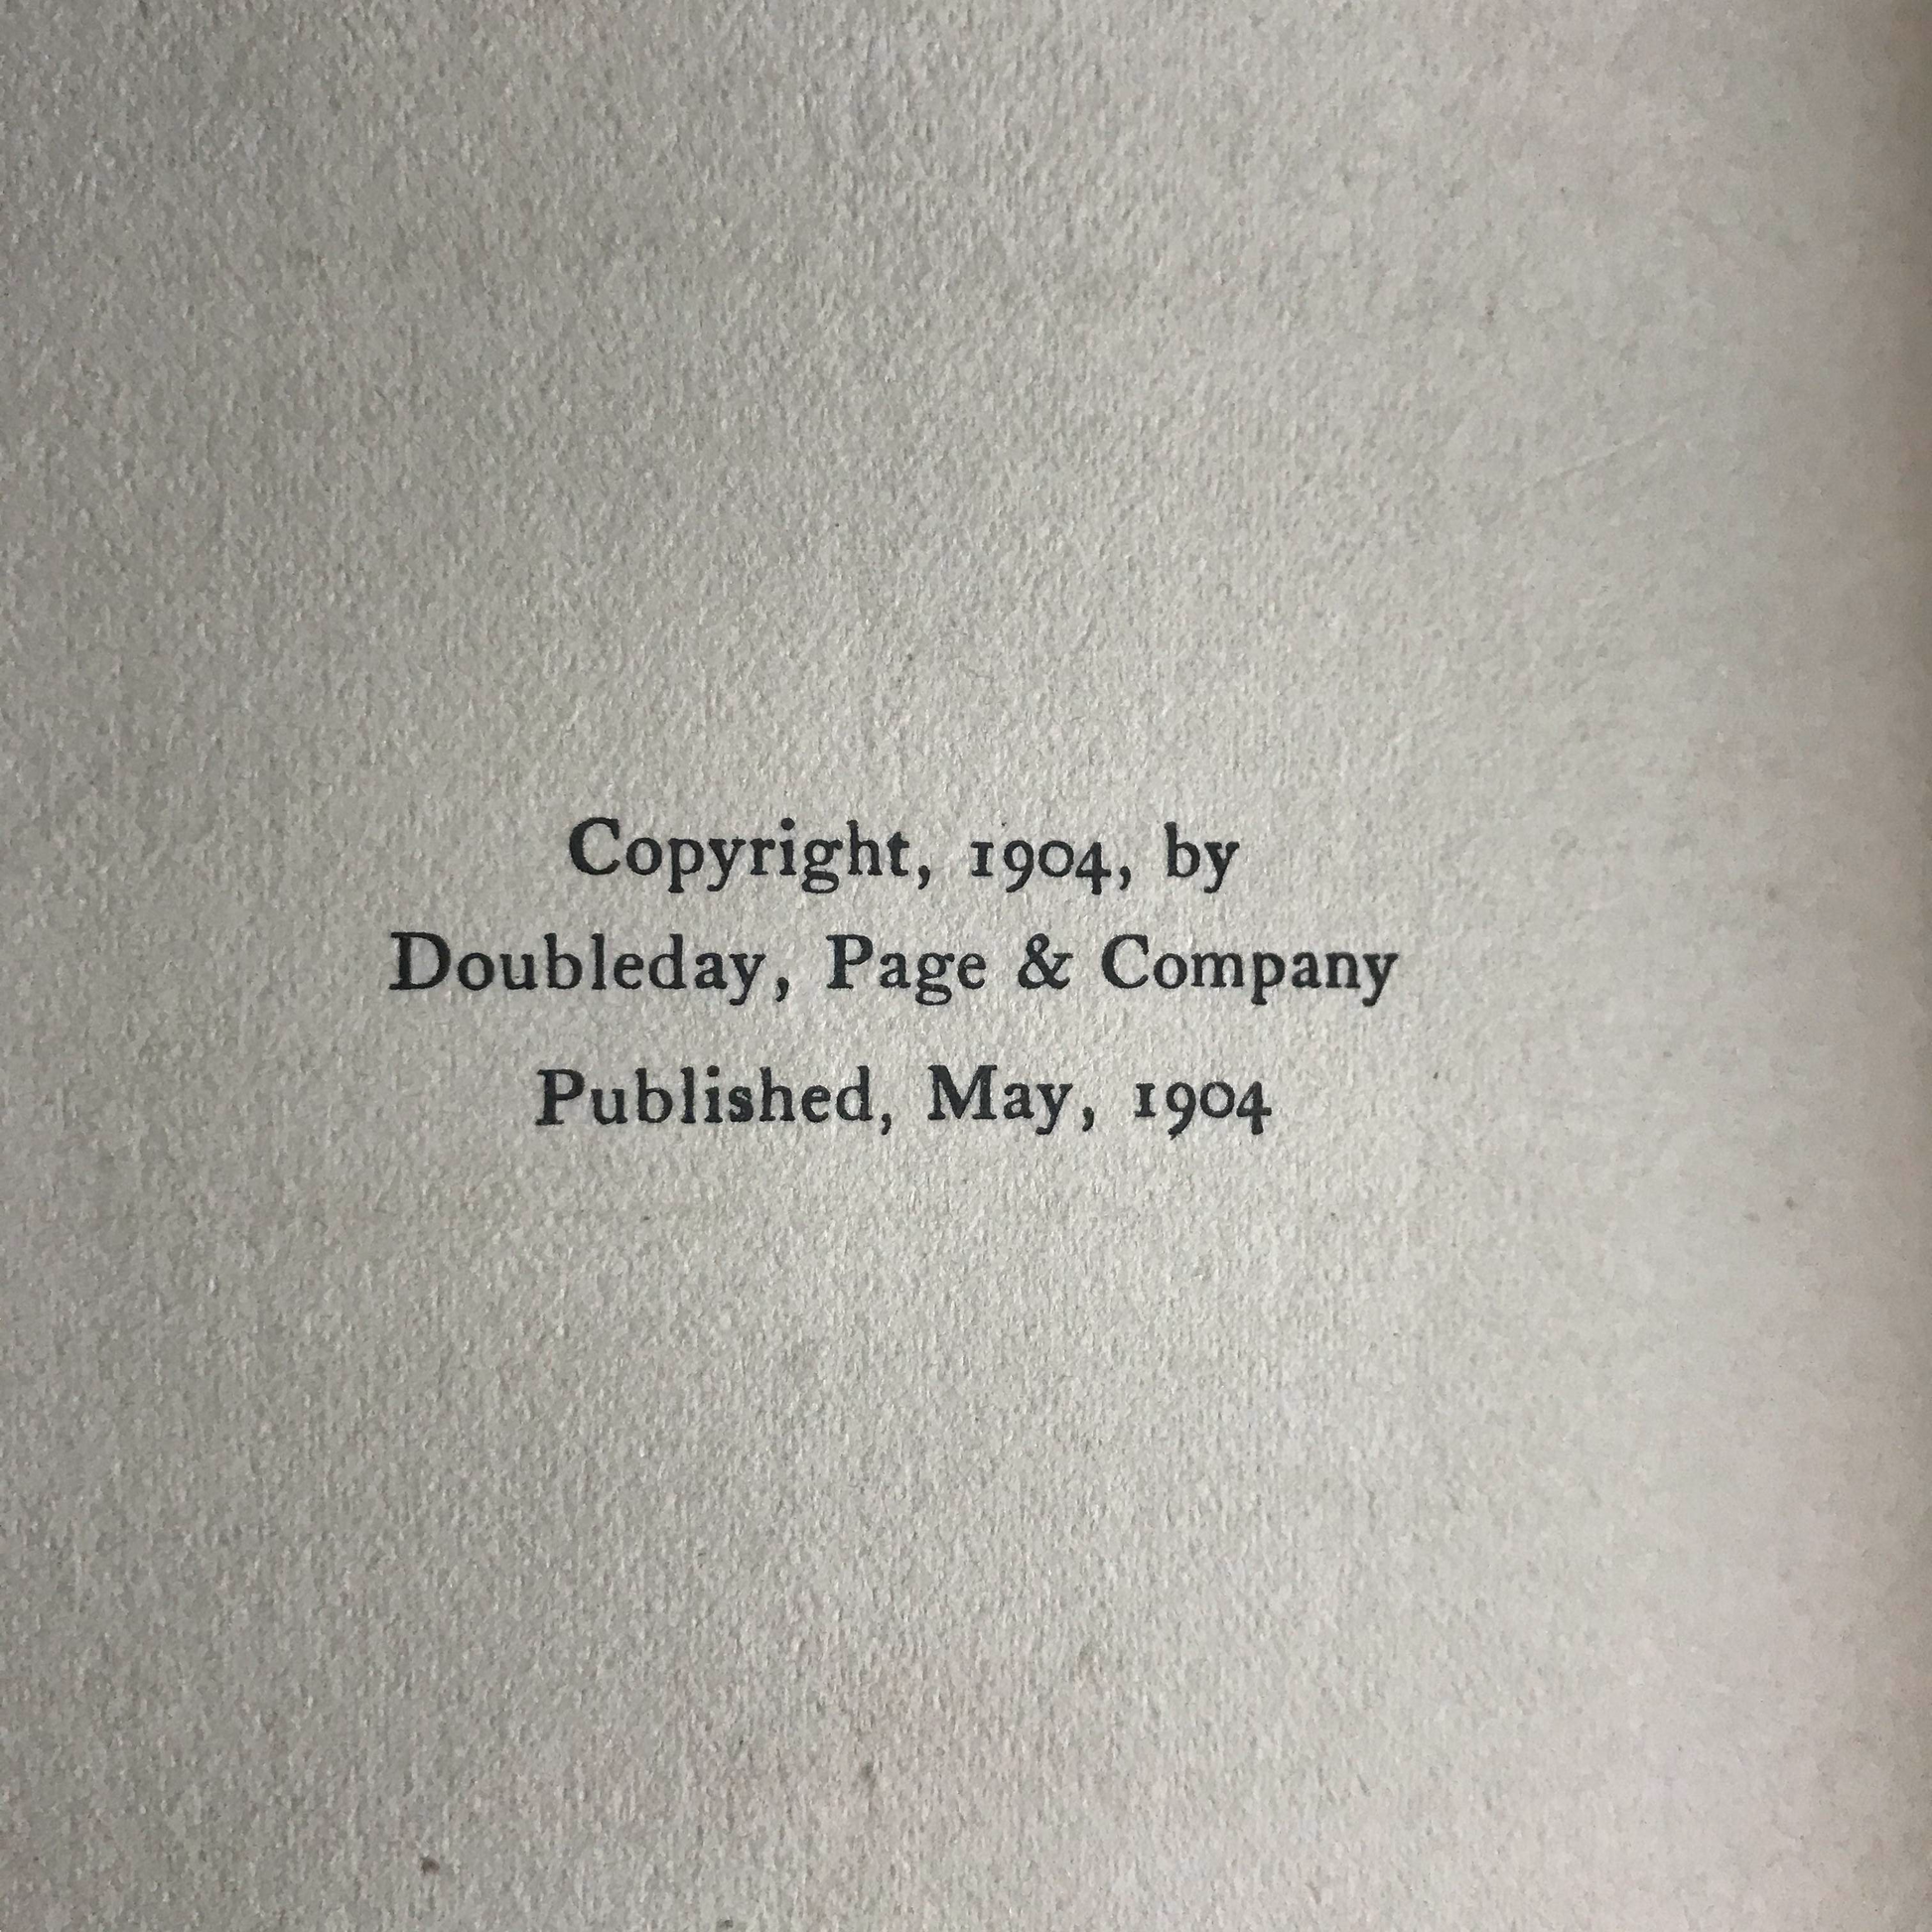 Copyright, 1904, by
Doubleday, Page & Company
Published, May, 1904